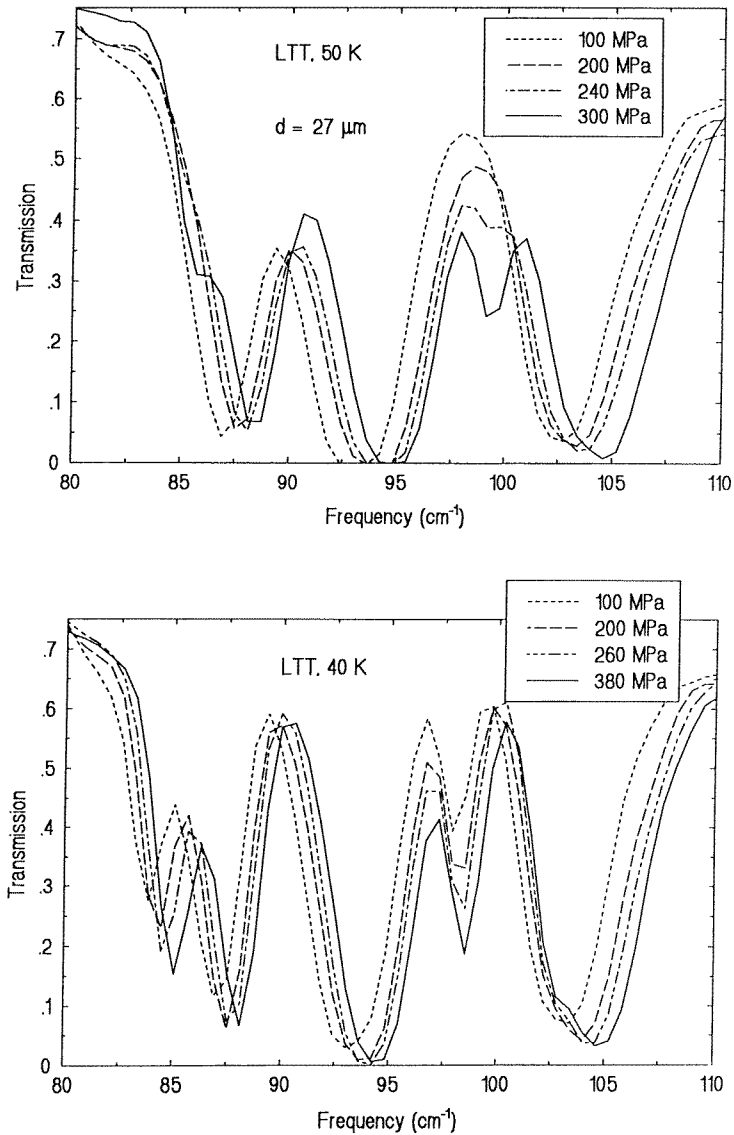 .7
.6
.5
.4
.3
.2
.1
0
Transmission
LTT, 50 K
d = 27 µm
100 MPa
200 MPa
240 MPa
300 MPa
80
85
90
95
100
105
110
Frequency (cm⁻¹)
.7
.6
.5
.4
.3
.2
.1
0
Transmission
LTT, 40 K
100 MPa
200 MPa
260 MPa
380 MPa
80
85
90
95
100
105
110
Frequency (cm⁻¹)